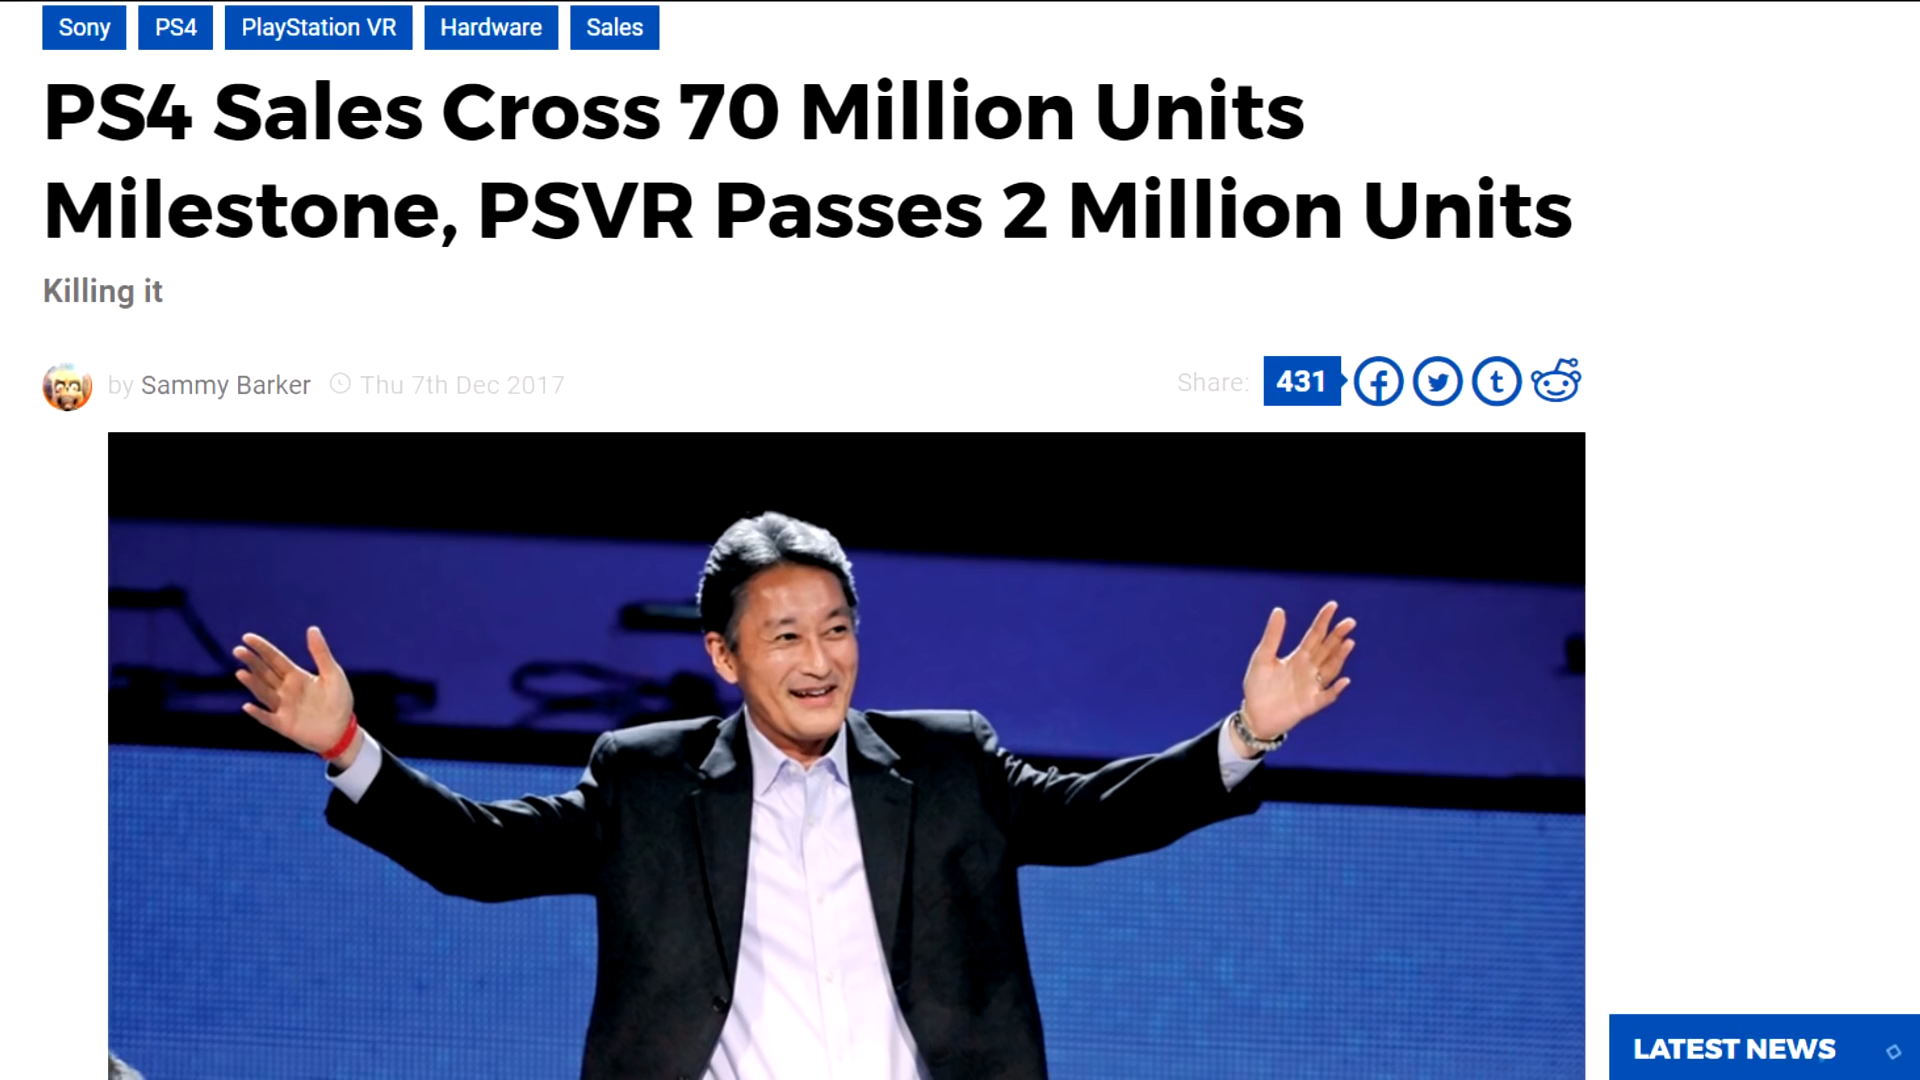 Sony PS4 PlayStation VR Hardware Sales
PS4 Sales Cross 70 Million Units
Milestone, PSVR Passes 2 Million Units
Killing it
by Sammy Barker Thu 7th Dec 2017
Share: 431
LATEST NEWS